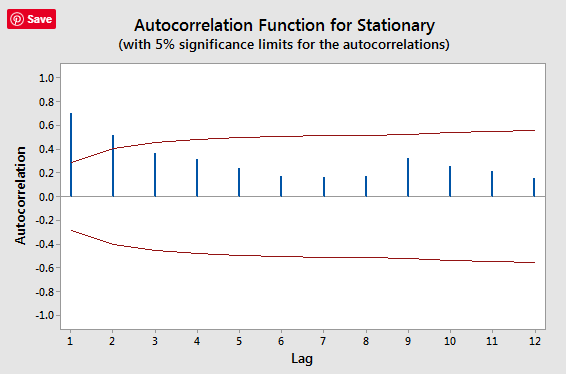 Save
Autocorrelation Function for Stationary
(with 5% significance limits for the autocorrelations)
1.0
0.8
0.6
0.4
0.2
0.0
-0.2
-0.4
-0.6
-0.8
-1.0
Autocorrelation
1 2 3 4 5 6 7 8 9 10 11 12
Lag